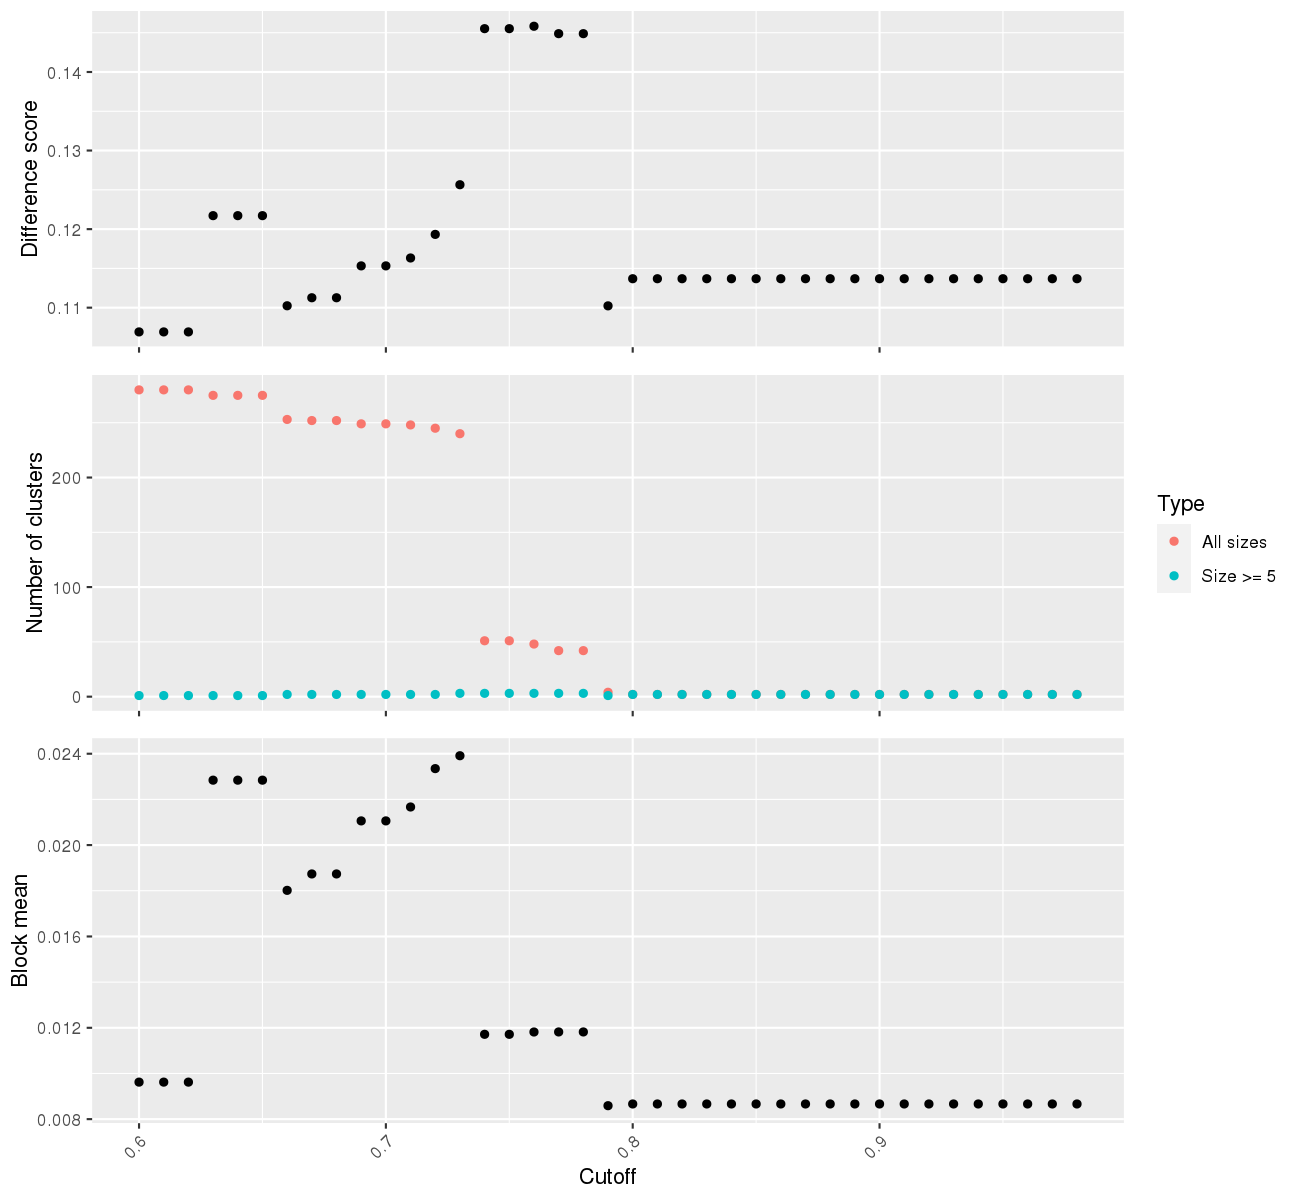 Difference score
0.14
0.13
0.12
0.11
Number of clusters
200
100
0
Type
All sizes
Size >= 5
Block mean
0.024
0.020
0.016
0.012
0.008
0.6
0.7
0.8
0.9
Cutoff